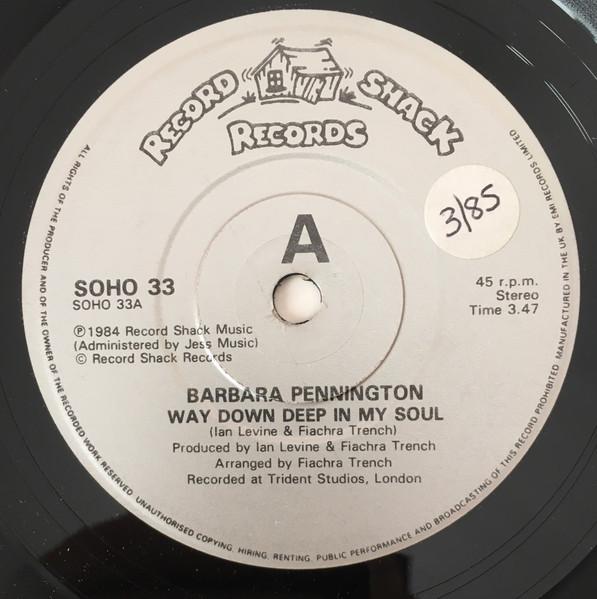 RECORD SHACK
RECORDS
A
3/85
SOHO 33
SOHO 33A
℗ 1984 Record Shack Music
(Administered by Jess Music)
© Record Shack Records
45 r.p.m.
Stereo
Time 3.47
BARBARA PENNINGTON
WAY DOWN DEEP IN MY SOUL
(Ian Levine & Fiachra Trench)
Produced by Ian Levine & Fiachra Trench
Arranged by Fiachra Trench
Recorded at Trident Studios, London
ALL RIGHTS OF THE PRODUCER AND OF THE OWNER OF THE RECORDED WORK RESERVED. UNAUTHORISED COPYING, HIRING, RENTING, PUBLIC PERFORMANCE AND BROADCASTING OF THIS RECORD PROHIBITED. MANUFACTURED IN THE UK BY EMI RECORDS LIMITED